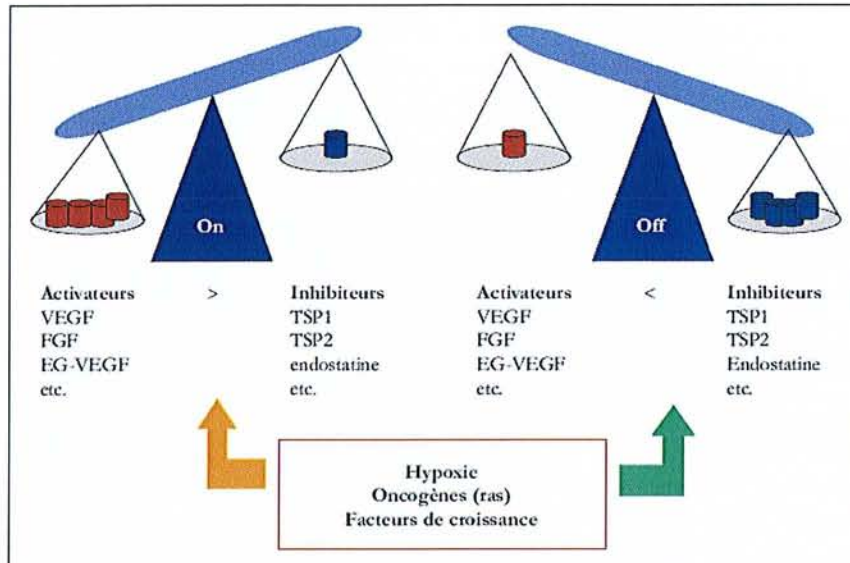 On
Off
Activateurs > Inhibiteurs
VEGF TSP1
FGF TSP2
EG-VEGF endostatine
etc. etc.
Activateurs < Inhibiteurs
VEGF TSP1
FGF TSP2
EG-VEGF Endostatine
etc. etc.
Hypoxie
Oncogènes (ras)
Facteurs de croissance